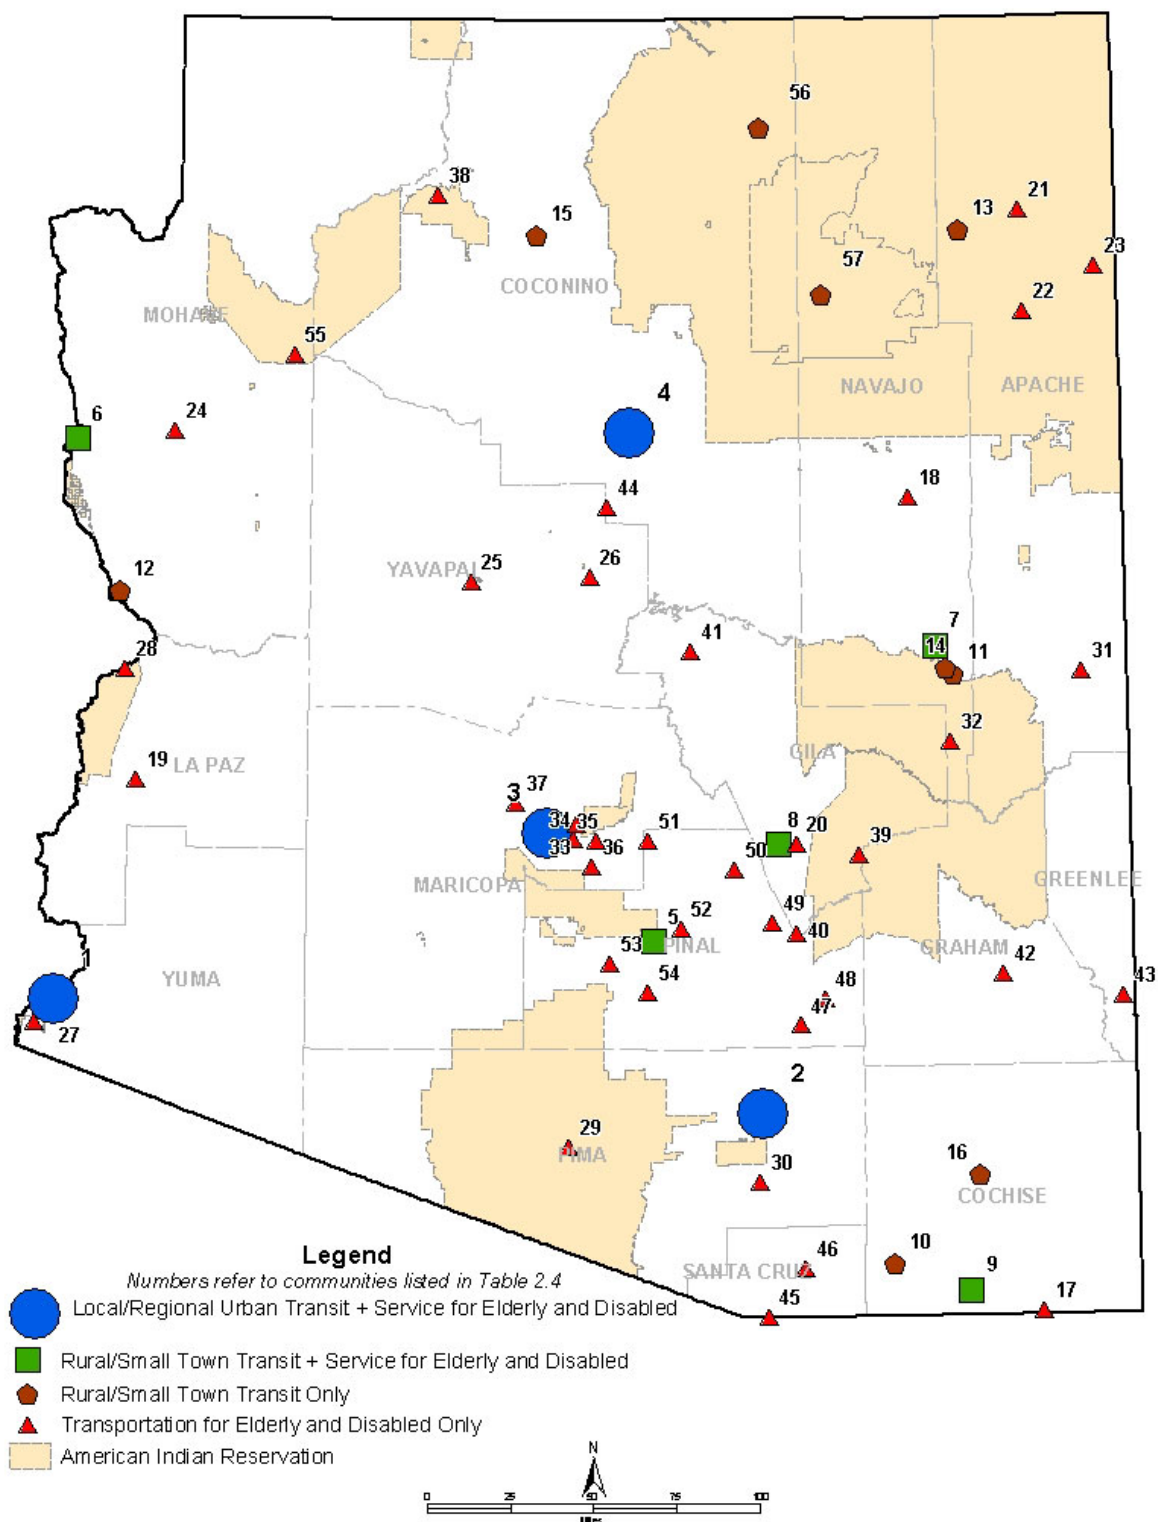 56
38
21
15
13
23
57
COCONINO
22
MOHAVE
55
NAVAJO
APACHE
4
6
24
18
44
26
25
YAVAPAI
12
7
41
14
11
31
28
32
GILA
LA PAZ
19
37
3
34
35
51
8
20
33
36
50
39
MARICOPA
GREENLEE
49
52
5
40
53
PINAL
GRAHAM
42
1
YUMA
54
48
43
47
27
2
29
PIMA
30
16
COCHISE
10
46
9
SANTA CRUZ
45
17
Legend
Numbers refer to communities listed in Table 2.4
Local/Regional Urban Transit + Service for Elderly and Disabled
Rural/Small Town Transit + Service for Elderly and Disabled
Rural/Small Town Transit Only
Transportation for Elderly and Disabled Only
American Indian Reservation
N
0 25 50 75 100
Miles